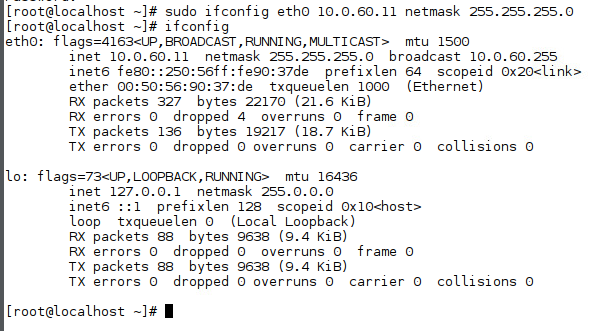 [root@localhost ~]# sudo ifconfig eth0 10.0.60.11 netmask 255.255.255.0
[root@localhost ~]# ifconfig
eth0: flags=4163<UP,BROADCAST,RUNNING,MULTICAST>  mtu 1500
        inet 10.0.60.11  netmask 255.255.255.0  broadcast 10.0.60.255
        inet6 fe80::250:56ff:fe90:37de  prefixlen 64  scopeid 0x20<link>
        ether 00:50:56:90:37:de  txqueuelen 1000  (Ethernet)
        RX packets 327  bytes 22170 (21.6 KiB)
        RX errors 0  dropped 4  overruns 0  frame 0
        TX packets 136  bytes 19217 (18.7 KiB)
        TX errors 0  dropped 0 overruns 0  carrier 0  collisions 0

lo: flags=73<UP,LOOPBACK,RUNNING>  mtu 16436
        inet 127.0.0.1  netmask 255.0.0.0
        inet6 ::1  prefixlen 128  scopeid 0x10<host>
        loop  txqueuelen 0  (Local Loopback)
        RX packets 88  bytes 9638 (9.4 KiB)
        RX errors 0  dropped 0  overruns 0  frame 0
        TX packets 88  bytes 9638 (9.4 KiB)
        TX errors 0  dropped 0 overruns 0  carrier 0  collisions 0

[root@localhost ~]#